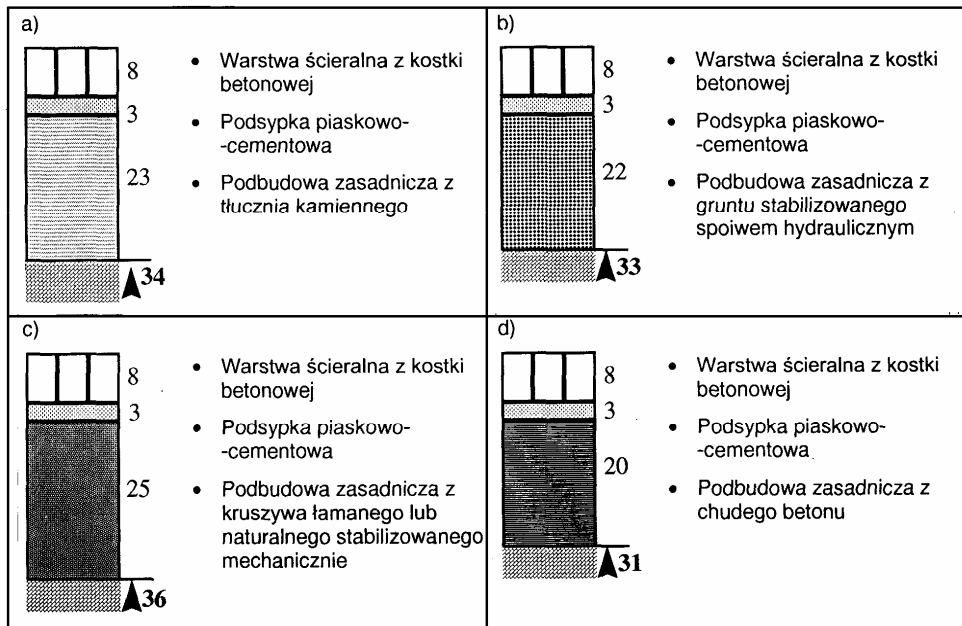 a)
8
3
23
34
• Warstwa ścieralna z kostki
betonowej
• Podsypka piaskowo-
-cementowa
• Podbudowa zasadnicza z
tłucznia kamiennego
b)
8
3
22
33
• Warstwa ścieralna z kostki
betonowej
• Podsypka piaskowo-
-cementowa
• Podbudowa zasadnicza z
gruntu stabilizowanego
spoiwem hydraulicznym
c)
8
3
25
36
• Warstwa ścieralna z kostki
betonowej
• Podsypka piaskowo-
-cementowa
• Podbudowa zasadnicza z
kruszywa łamanego lub
naturalnego stabilizowanego
mechanicznie
d)
8
3
20
31
• Warstwa ścieralna z kostki
betonowej
• Podsypka piaskowo-
-cementowa
• Podbudowa zasadnicza z
chudego betonu